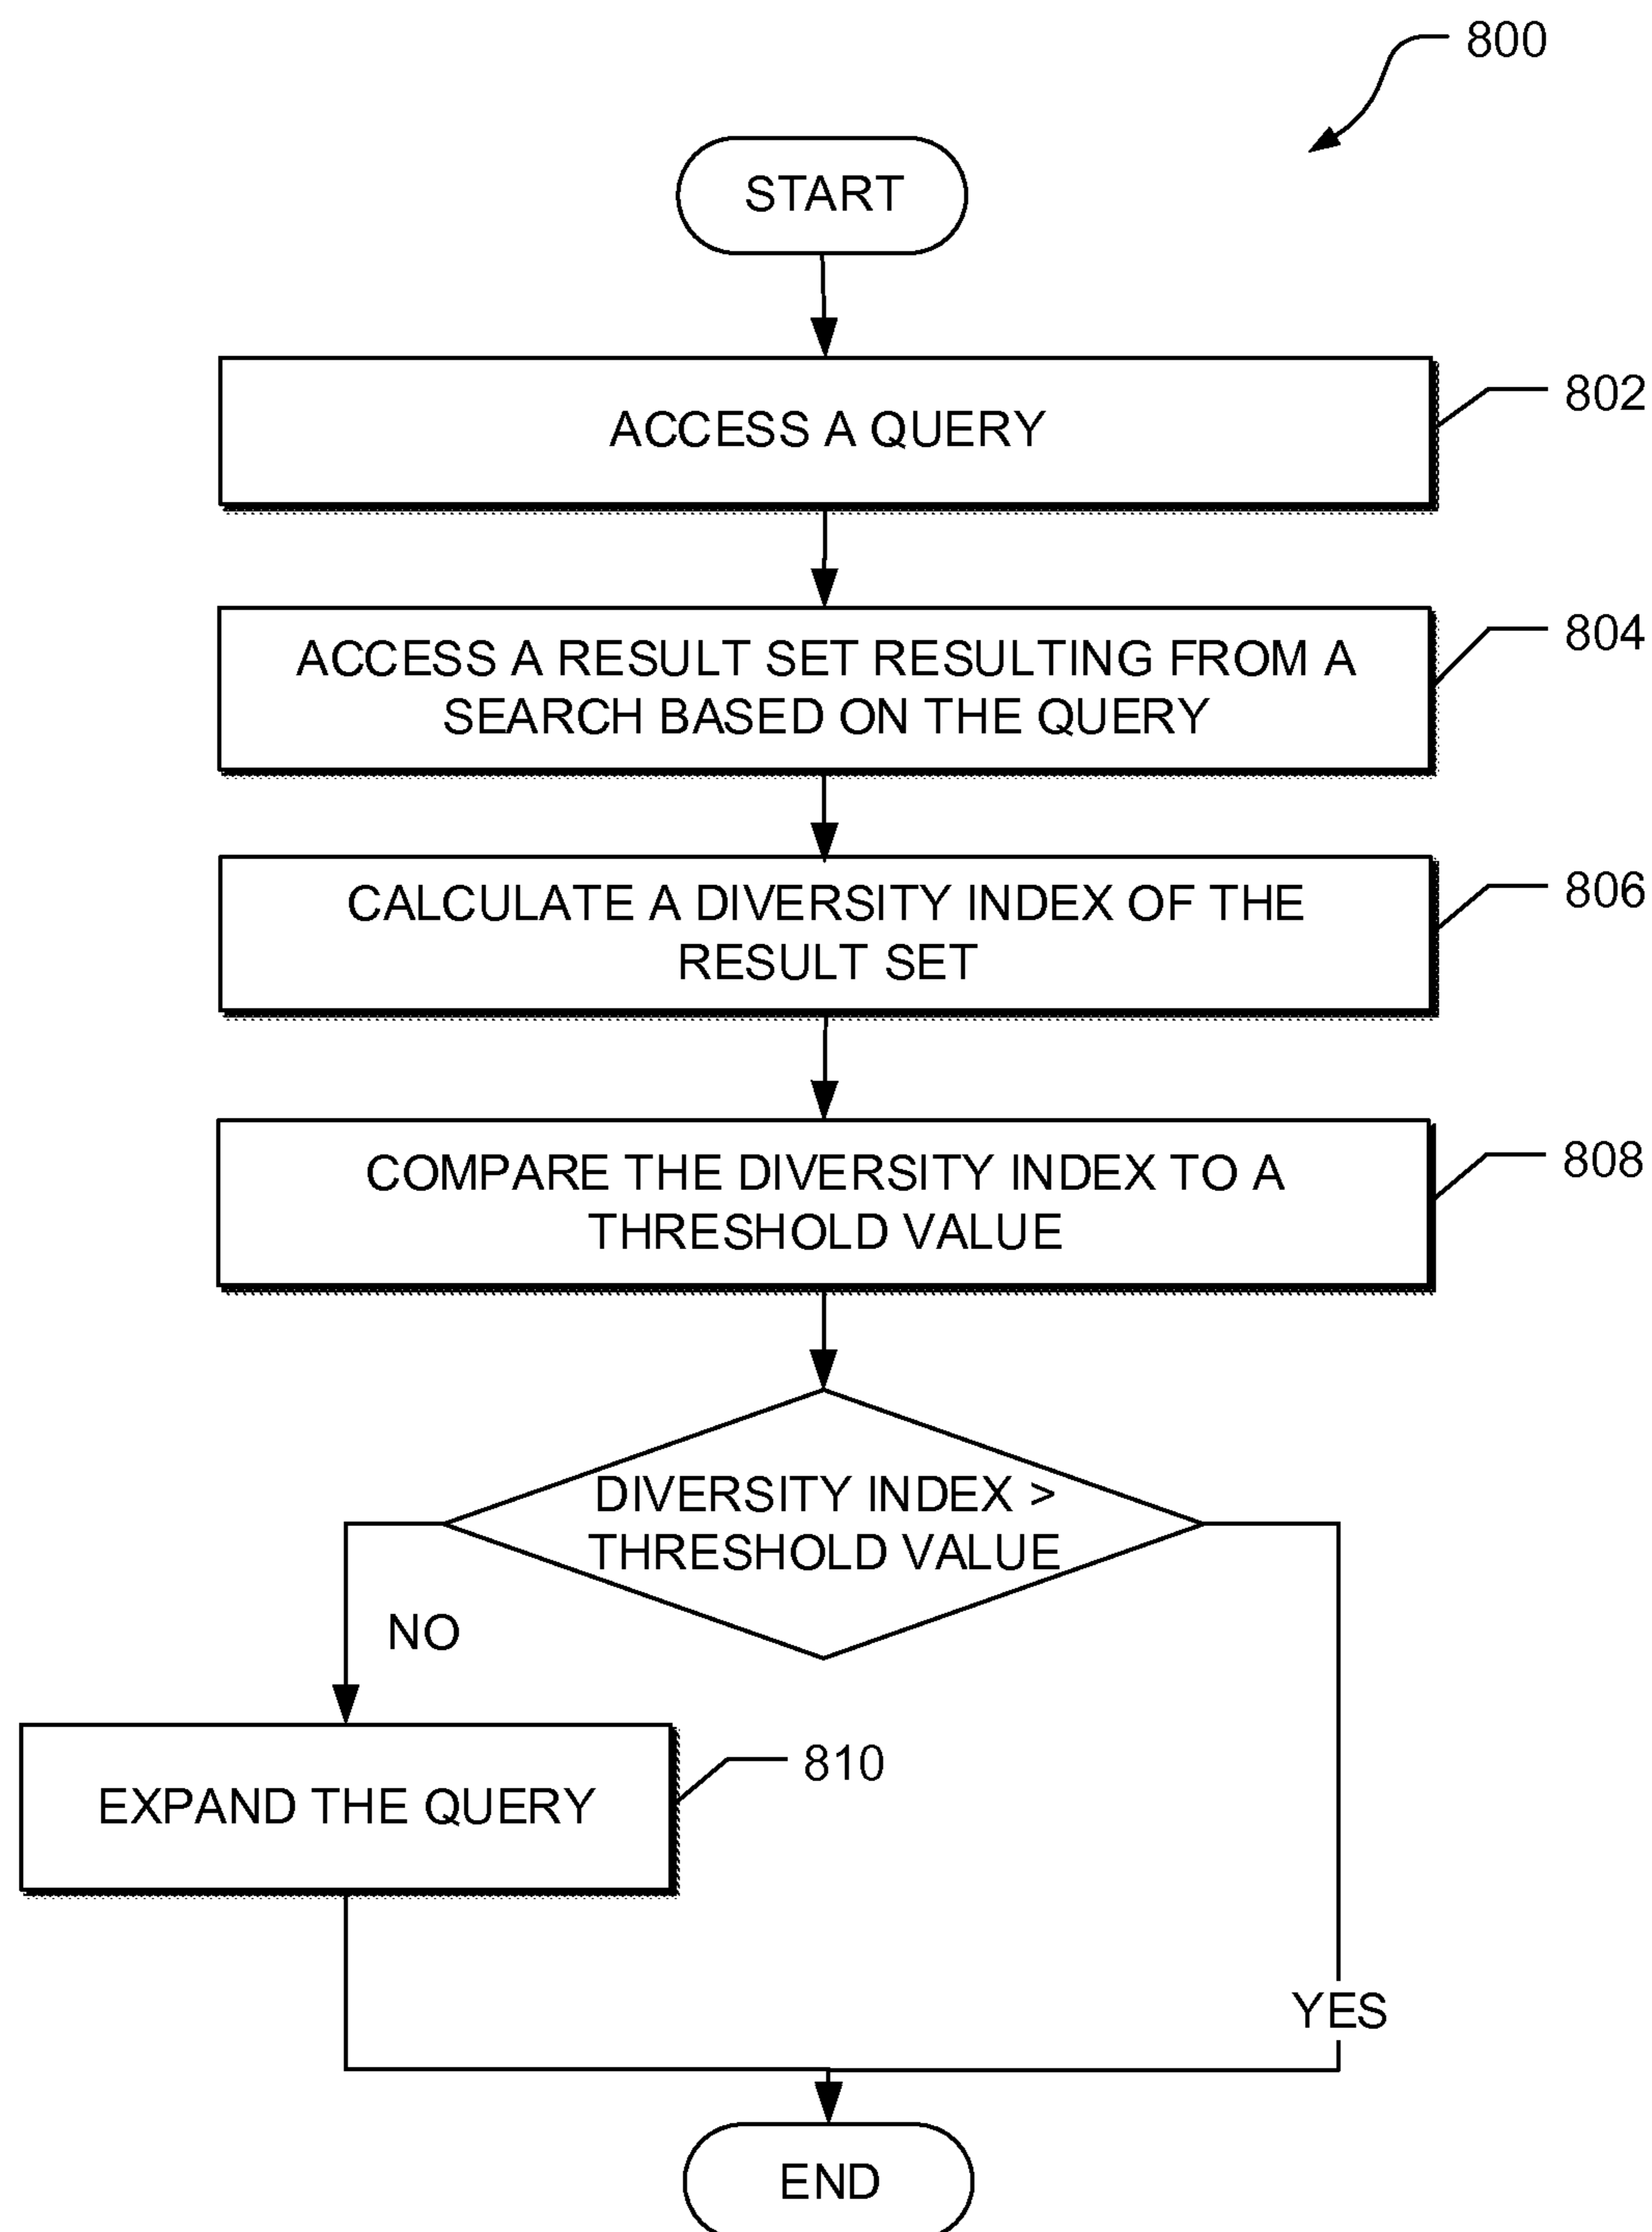 800
START
ACCESS A QUERY
802
ACCESS A RESULT SET RESULTING FROM A
SEARCH BASED ON THE QUERY
804
CALCULATE A DIVERSITY INDEX OF THE
RESULT SET
806
COMPARE THE DIVERSITY INDEX TO A
THRESHOLD VALUE
808
DIVERSITY INDEX >
THRESHOLD VALUE
NO
EXPAND THE QUERY
810
YES
END